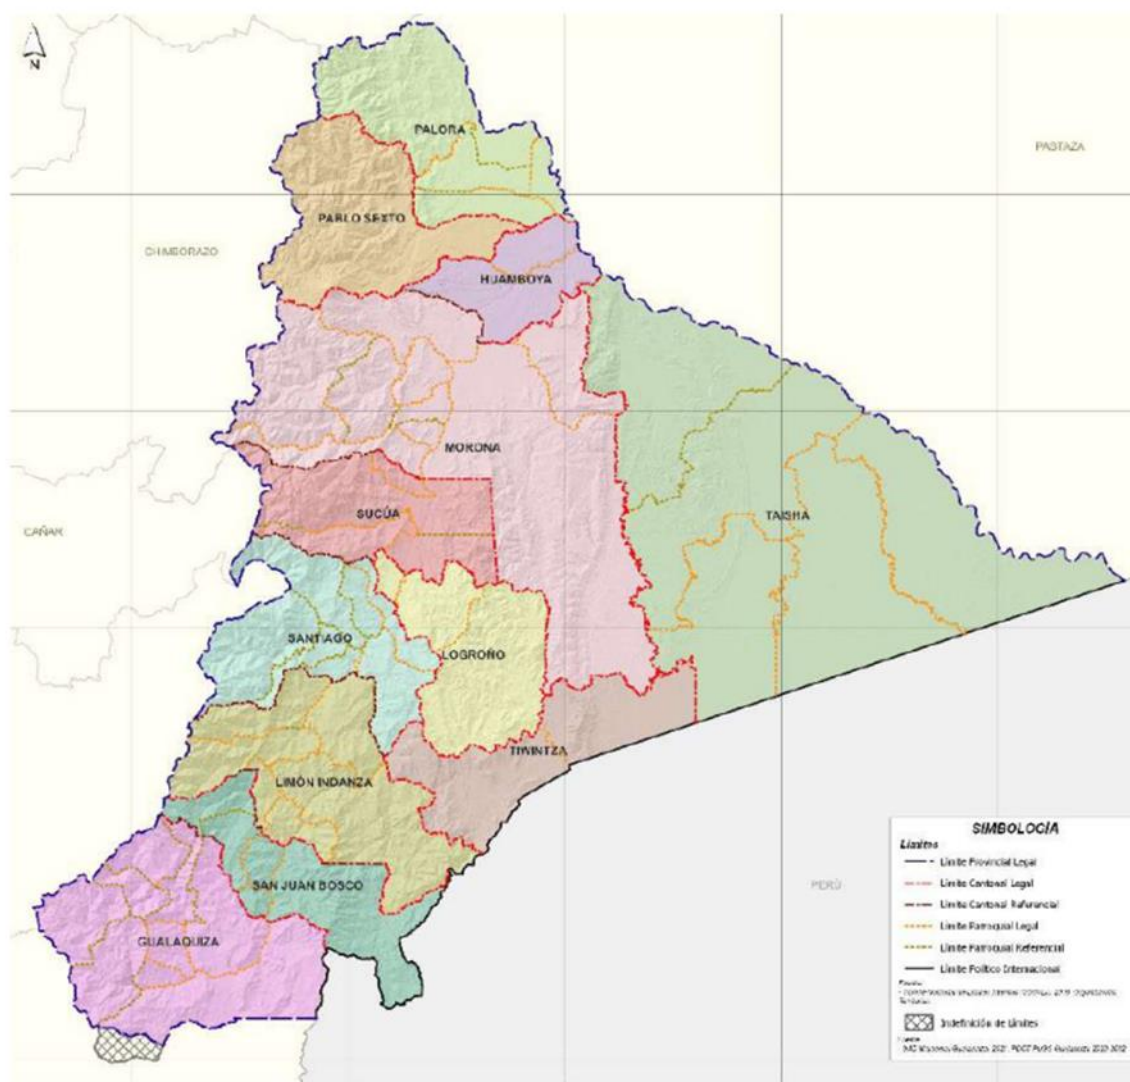 N
PALORA
PASTAZA
PABLO SEXTO
CHIMBORAZO
HUAMBOYA
MORONA
SUCÚA
TAISHA
CAÑAR
SANTIAGO
LOGROÑO
TIWINTZA
LIMÓN INDANZA
SAN JUAN BOSCO
PERÚ
GUALAQUIZA
SIMBOLOGÍA
Límites
Límite Provincial Legal
Límite Cantonal Legal
Límite Cantonal Referencial
Límite Parroquial Legal
Límite Parroquial Referencial
Límite Político Internacional
Indefinición de Límites